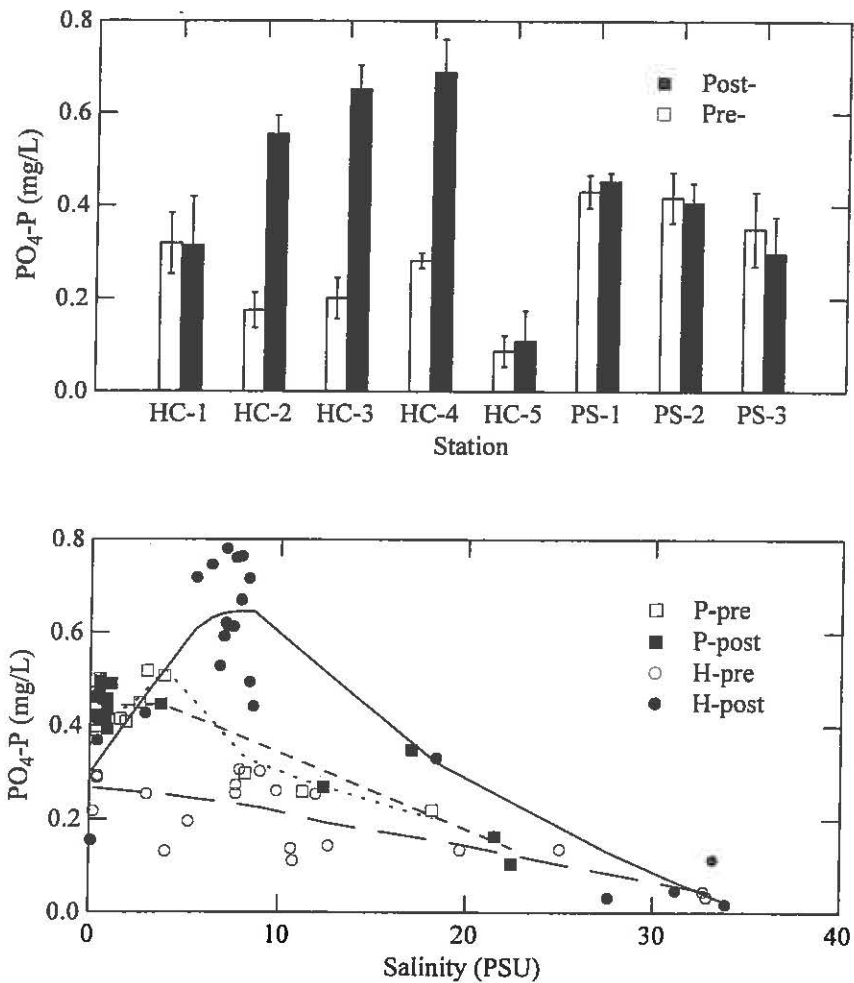 0.8
0.6
0.4
0.2
0.0
PO4-P (mg/L)
Post-
Pre-
HC-1 HC-2 HC-3 HC-4 HC-5 PS-1 PS-2 PS-3
Station
0.8
0.6
0.4
0.2
0.0
PO4-P (mg/L)
P-pre
P-post
H-pre
H-post
0 10 20 30 40
Salinity (PSU)